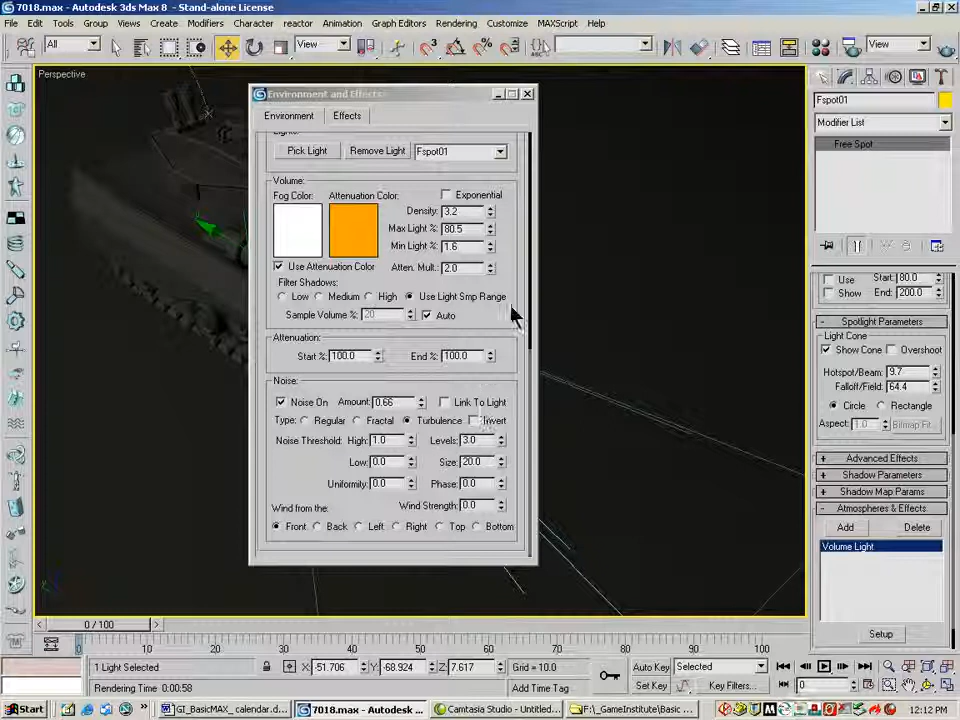 7018.max - Autodesk 3ds Max 8 - Stand-alone License
File Edit Tools Group Views Create Modifiers Character reactor Animation Graph Editors Rendering Customize MAXScript Help
All View View
Perspective
Environment and Effects
Environment Effects
Lights:
Pick Light Remove Light Fspot01
Volume:
Fog Color: Attenuation Color: Exponential
Density: 3.2
Max Light %: 80.5
Min Light %: 1.6
Use Attenuation Color Atten. Mult.: 2.0
Filter Shadows:
Low Medium High Use Light Smp Range
Sample Volume %: 20 Auto
Attenuation:
Start %: 100.0 End %: 100.0
Noise:
Noise On Amount: 0.66 Link To Light
Type: Regular Fractal Turbulence Invert
Noise Threshold: High: 1.0 Levels: 3.0
Low: 0.0 Size: 20.0
Uniformity: 0.0 Phase: 0.0
Wind from the: Wind Strength: 0.0
Front Back Left Right Top Bottom
Fspot01
Modifier List
Free Spot
Use Start: 80.0
Show End: 200.0
- Spotlight Parameters
Light Cone
Show Cone Overshoot
Hotspot/Beam: 9.7
Falloff/Field: 64.4
Circle Rectangle
Aspect: 1.0 Bitmap Fit...
+ Advanced Effects
+ Shadow Parameters
+ Shadow Map Params
- Atmospheres & Effects
Add Delete
Volume Light
Setup
0 / 100
0 10 20 30 40 50 60 70 80 90 100
1 Light Selected X: -51.706 Y: -68.924 Z: 7.617 Grid = 10.0 Auto Key Selected
Rendering Time 0:00:58 Add Time Tag Set Key Key Filters... 0
Start GI_BasicMAX_ calendar.d... 7018.max - Autodesk ... Camtasia Studio - Untitled... F:\_GameInstitute\Basic ... 12:12 PM